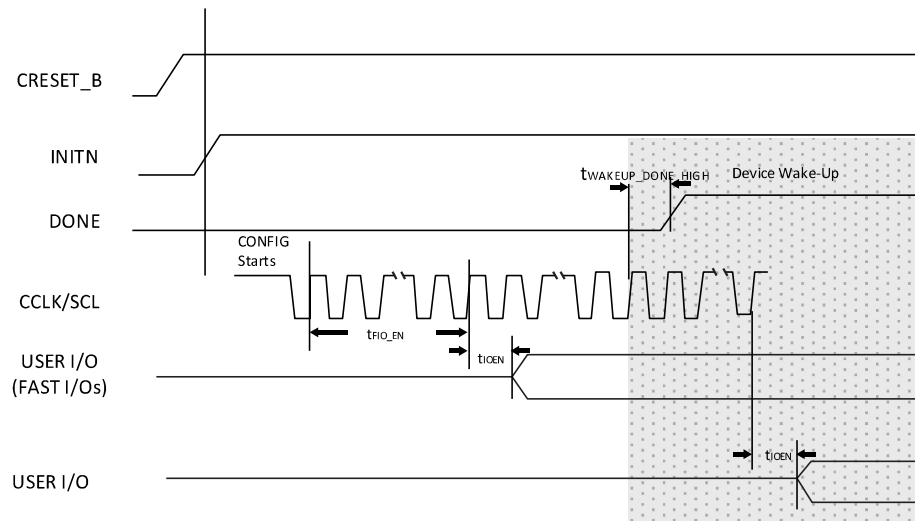 CRESET_B
INITN
tWAKEUP_DONE_HIGH
Device Wake-Up
DONE
CONFIG
Starts
CCLK/SCL
tFIO_EN
USER I/O
(FAST I/Os)
tIOEN
tIOEN
USER I/O